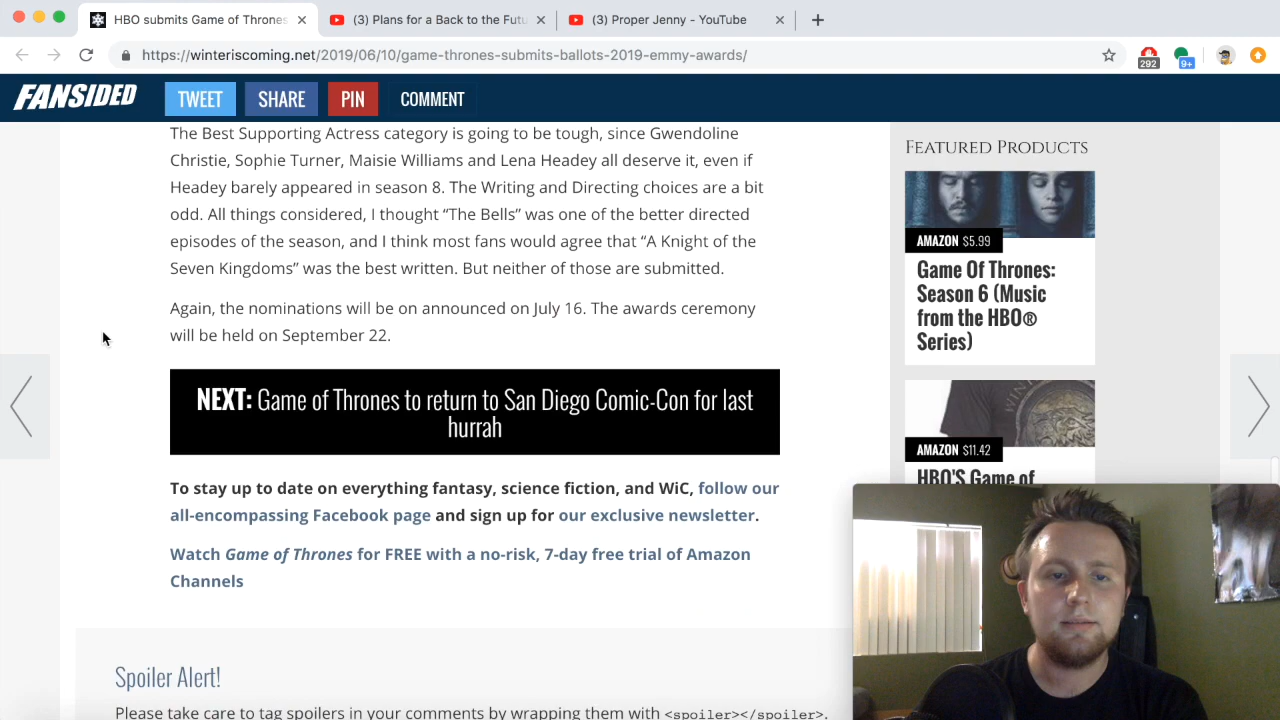 HBO submits Game of Thrones
(3) Plans for a Back to the Futu
(3) Proper Jenny - YouTube
https://winteriscoming.net/2019/06/10/game-thrones-submits-ballots-2019-emmy-awards/
292
9+
FANSIDED
TWEET
SHARE
PIN
COMMENT
The Best Supporting Actress category is going to be tough, since Gwendoline
Christie, Sophie Turner, Maisie Williams and Lena Headey all deserve it, even if
Headey barely appeared in season 8. The Writing and Directing choices are a bit
odd. All things considered, I thought “The Bells” was one of the better directed
episodes of the season, and I think most fans would agree that “A Knight of the
Seven Kingdoms” was the best written. But neither of those are submitted.
Again, the nominations will be on announced on July 16. The awards ceremony
will be held on September 22.
NEXT: Game of Thrones to return to San Diego Comic-Con for last
hurrah
To stay up to date on everything fantasy, science fiction, and WiC, follow our
all-encompassing Facebook page and sign up for our exclusive newsletter.
Watch Game of Thrones for FREE with a no-risk, 7-day free trial of Amazon
Channels
Spoiler Alert!
Please take care to tag spoilers in your comments by wrapping them with <spoiler></spoiler>.
FEATURED PRODUCTS
AMAZON $5.99
Game Of Thrones:
Season 6 (Music
from the HBO®
Series)
AMAZON $11.42
HBO'S Game of